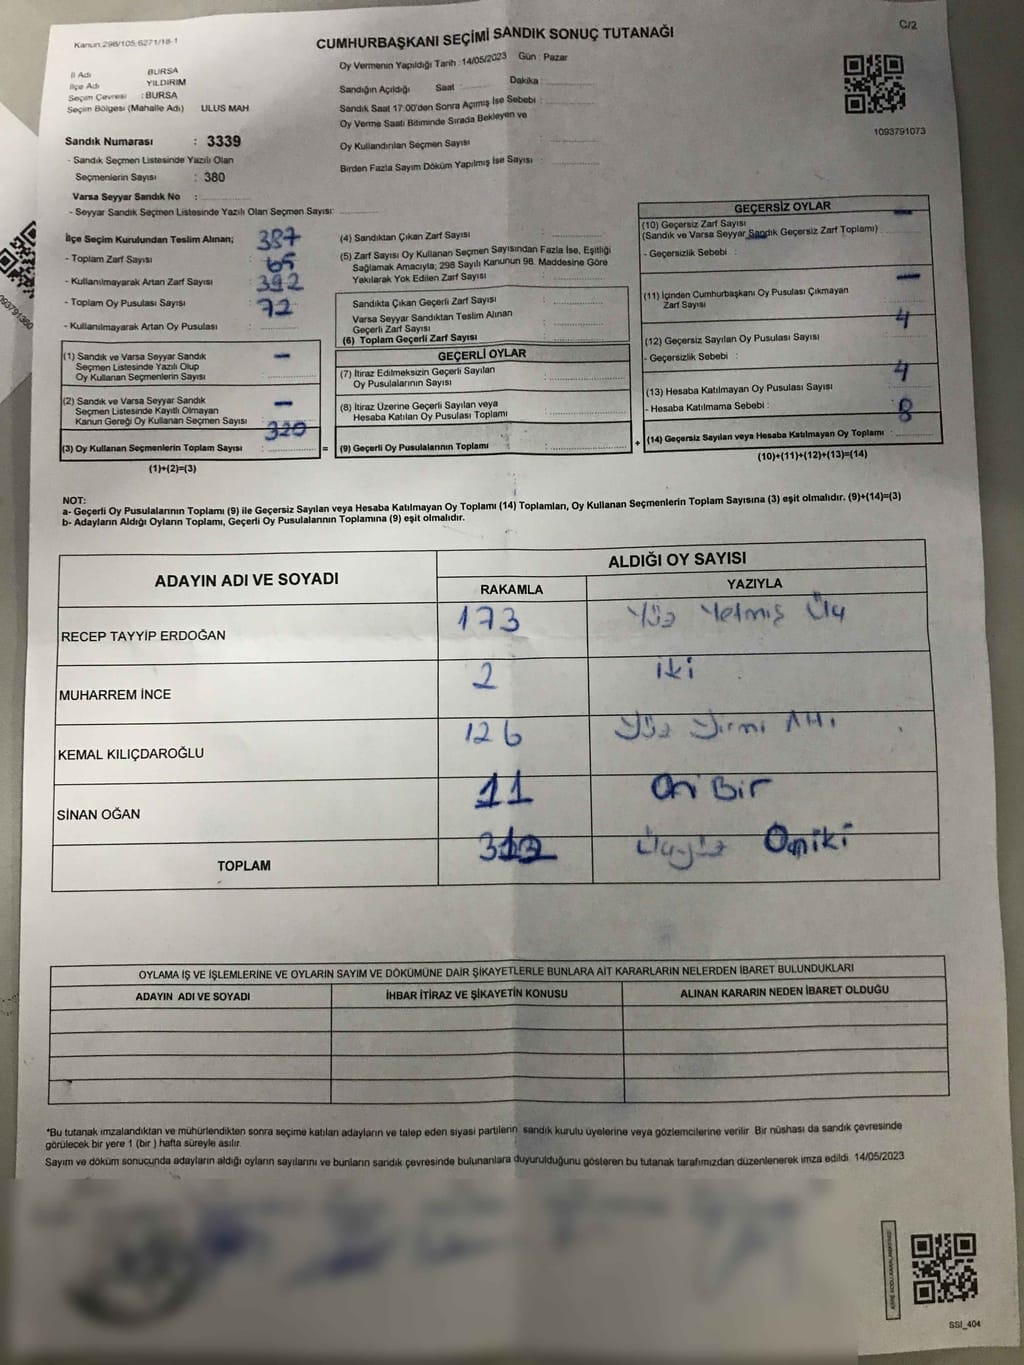 Kanun:298/105,6271/18-1
C/2
CUMHURBAŞKANI SEÇİMİ SANDIK SONUÇ TUTANAĞI
İl Adı BURSA
İlçe Adı YILDIRIM
Seçim Çevresi : BURSA
Seçim Bölgesi (Mahalle Adı) ULUS MAH
Sandık Numarası : 3339
- Sandık Seçmen Listesinde Yazılı Olan
Seçmenlerin Sayısı : 380
Varsa Seyyar Sandık No :
- Seyyar Sandık Seçmen Listesinde Yazılı Olan Seçmen Sayısı:
Oy Vermenin Yapıldığı Tarih : 14/05/2023 Gün : Pazar
Sandığın Açıldığı Saat : Dakika :
Sandık Saat 17:00'den Sonra Açımış İse Sebebi :
Oy Verme Saati Bitiminde Sırada Bekleyen ve
Oy Kullandırılan Seçmen Sayısı :
Birden Fazla Sayım Döküm Yapılmış İse Sayısı :
1093791073
İlçe Seçim Kurulundan Teslim Alınan; 387
- Toplam Zarf Sayısı : 65
- Kullanılmayarak Artan Zarf Sayısı : 392
- Toplam Oy Pusulası Sayısı : 72
- Kullanılmayarak Artan Oy Pusulası :
(1) Sandık ve Varsa Seyyar Sandık —
Seçmen Listesinde Yazılı Olup
Oy Kullanan Seçmenlerin Sayısı :
(2) Sandık ve Varsa Seyyar Sandık —
Seçmen Listesinde Kayıtlı Olmayan
Kanun Gereği Oy Kullanan Seçmen Sayısı : 320
(3) Oy Kullanan Seçmenlerin Toplam Sayısı : =
(1)+(2)=(3)
(4) Sandıktan Çıkan Zarf Sayısı :
(5) Zarf Sayısı Oy Kullanan Seçmen Sayısından Fazla İse, Eşitliği
Sağlamak Amacıyla; 298 Sayılı Kanunun 98. Maddesine Göre
Yakılarak Yok Edilen Zarf Sayısı :
Sandıkta Çıkan Geçerli Zarf Sayısı :
Varsa Seyyar Sandıktan Teslim Alınan
Geçerli Zarf Sayısı :
(6) Toplam Geçerli Zarf Sayısı :
GEÇERLİ OYLAR
(7) İtiraz Edilmeksizin Geçerli Sayılan
Oy Pusulalarının Sayısı :
(8) İtiraz Üzerine Geçerli Sayılan veya
Hesaba Katılan Oy Pusulası Toplamı :
(9) Geçerli Oy Pusulalarının Toplamı : +
GEÇERSİZ OYLAR
(10) Geçersiz Zarf Sayısı —
(Sandık ve Varsa Seyyar Sandık Geçersiz Zarf Toplamı)
- Geçersizlik Sebebi :
—
(11) İçinden Cumhurbaşkanı Oy Pusulası Çıkmayan
Zarf Sayısı : 4
(12) Geçersiz Sayılan Oy Pusulası Sayısı :
- Geçersizlik Sebebi : 4
(13) Hesaba Katılmayan Oy Pusulası Sayısı :
- Hesaba Katılmama Sebebi : 8
(14) Geçersiz Sayılan veya Hesaba Katılmayan Oy Toplamı :
(10)+(11)+(12)+(13)=(14)
NOT:
a- Geçerli Oy Pusulalarının Toplamı (9) ile Geçersiz Sayılan veya Hesaba Katılmayan Oy Toplamı (14) Toplamları, Oy Kullanan Seçmenlerin Toplam Sayısına (3) eşit olmalıdır. (9)+(14)=(3)
b- Adayların Aldığı Oyların Toplamı, Geçerli Oy Pusulalarının Toplamına (9) eşit olmalıdır.
ADAYIN ADI VE SOYADI ALDIĞI OY SAYISI
RAKAMLA YAZIYLA
RECEP TAYYİP ERDOĞAN 173 Yüz Yetmiş Üç
MUHARREM İNCE 2 iki
KEMAL KILIÇDAROĞLU 126 Yüz Yirmi Altı
SİNAN OĞAN 11 On Bir
TOPLAM 312 Üçyüz Oniki
OYLAMA İŞ VE İŞLEMLERİNE VE OYLARIN SAYIM VE DÖKÜMÜNE DAİR ŞİKAYETLERLE BUNLARA AİT KARARLARIN NELERDEN İBARET BULUNDUKLARI
ADAYIN ADI VE SOYADI İHBAR İTİRAZ VE ŞİKAYETİN KONUSU ALINAN KARARIN NEDEN İBARET OLDUĞU
*Bu tutanak imzalandıktan ve mühürlendikten sonra seçime katılan adayların ve talep eden siyasi partilerin sandık kurulu üyelerine veya gözlemcilerine verilir. Bir nüshası da sandık çevresinde
görülecek bir yere 1 (bir ) hafta süreyle asılır.
Sayım ve döküm sonucunda adayların aldığı oyların sayılarını ve bunların sandık çevresinde bulunanlara duyurulduğunu gösteren bu tutanak tarafımızdan düzenlenerek imza edildi. 14/05/2023
SSI_404